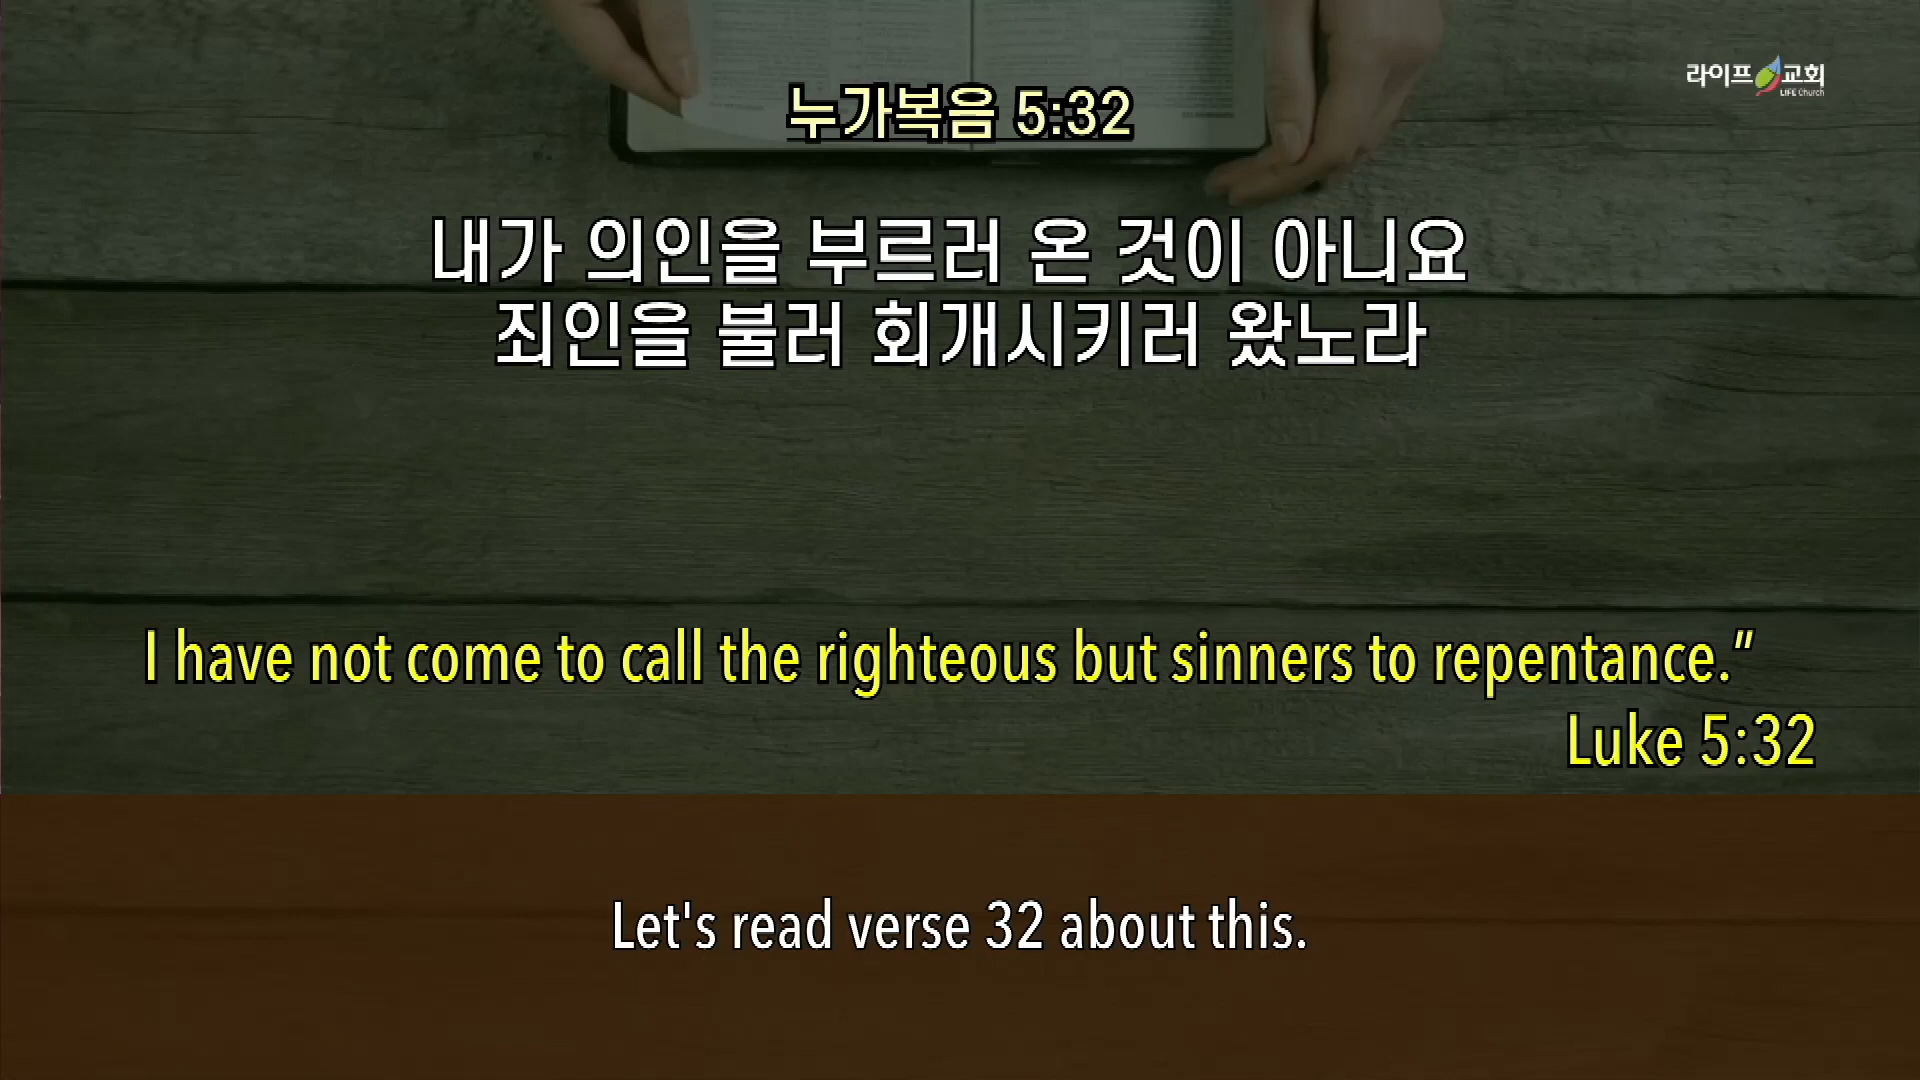 라이프교회
LIFE Church
누가복음 5:32
내가 의인을 부르러 온 것이 아니요
죄인을 불러 회개시키러 왔노라
I have not come to call the righteous but sinners to repentance.”
Luke 5:32
Let's read verse 32 about this.